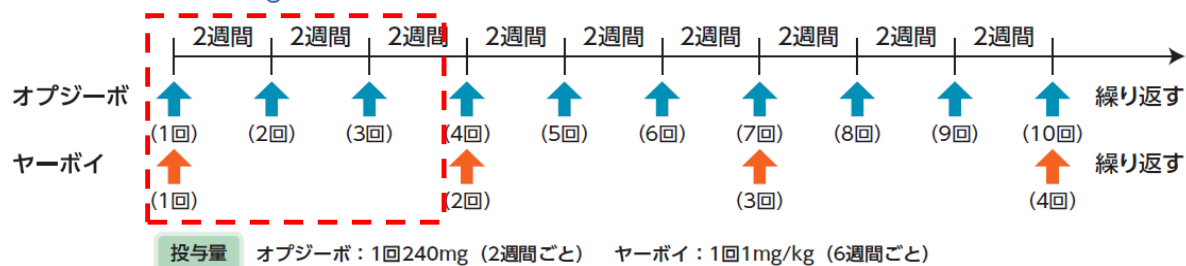 2週間 2週間 2週間 2週間 2週間 2週間 2週間 2週間 2週間
オプジーボ 繰り返す
(1回) (2回) (3回) (4回) (5回) (6回) (7回) (8回) (9回) (10回)
ヤーボイ 繰り返す
(1回) (2回) (3回) (4回)
投与量 オプジーボ:1回240mg(2週間ごと) ヤーボイ:1回1mg/kg(6週間ごと)